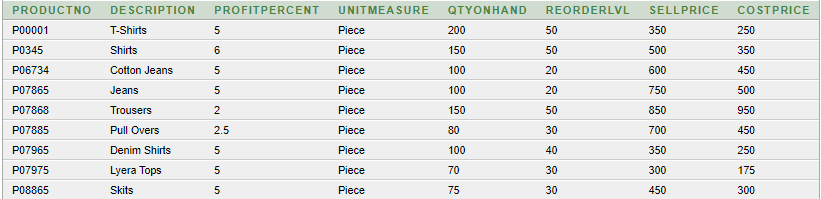 PRODUCTNO DESCRIPTION PROFITPERCENT UNITMEASURE QTYONHAND REORDERLVL SELLPRICE COSTPRICE
P00001 T-Shirts 5 Piece 200 50 350 250
P0345 Shirts 6 Piece 150 50 500 350
P06734 Cotton Jeans 5 Piece 100 20 600 450
P07865 Jeans 5 Piece 100 20 750 500
P07868 Trousers 2 Piece 150 50 850 950
P07885 Pull Overs 2.5 Piece 80 30 700 450
P07965 Denim Shirts 5 Piece 100 40 350 250
P07975 Lyera Tops 5 Piece 70 30 300 175
P08865 Skits 5 Piece 75 30 450 300